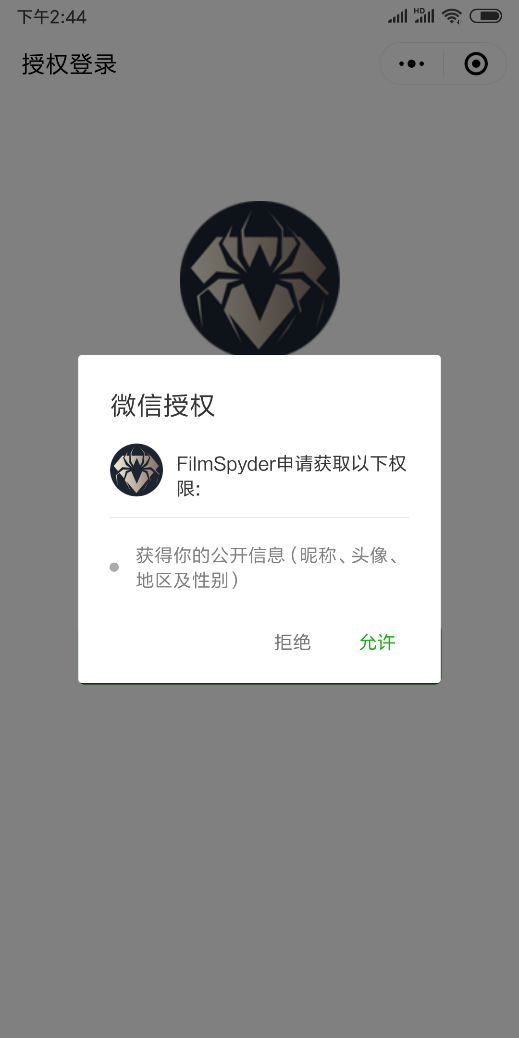 下午2:44
HD
授权登录
微信授权
FilmSpyder申请获取以下权
限:
获得你的公开信息（昵称、头像、
地区及性别）
拒绝
允许